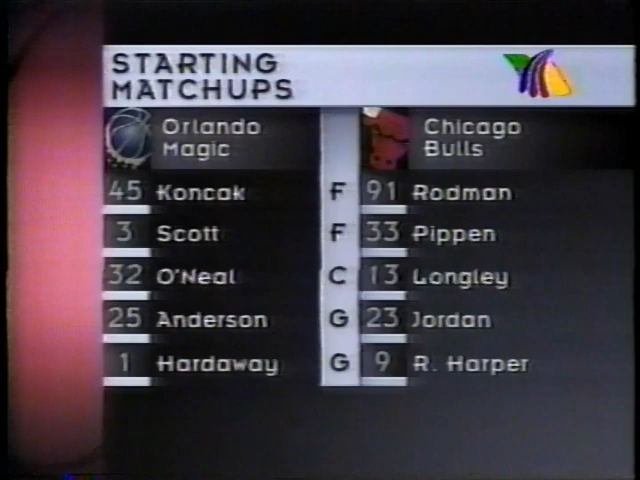 STARTING
MATCHUPS
Orlando
Magic
Chicago
Bulls
45 Koncak F 91 Rodman
3 Scott F 33 Pippen
32 O'Neal C 13 Longley
25 Anderson G 23 Jordan
1 Hardaway G 9 R. Harper